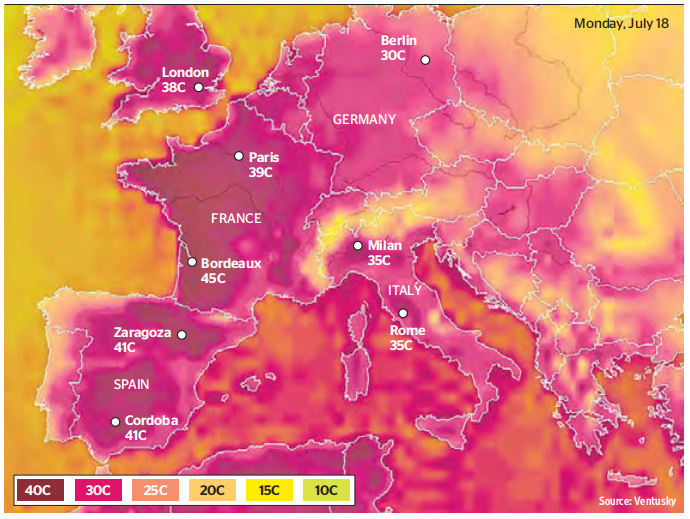 Monday, July 18
Berlin
30C
London
38C
GERMANY
Paris
39C
FRANCE
Milan
35C
Bordeaux
45C
ITALY
Rome
35C
Zaragoza
41C
SPAIN
Cordoba
41C
40C 30C 25C 20C 15C 10C
Source: Ventusky